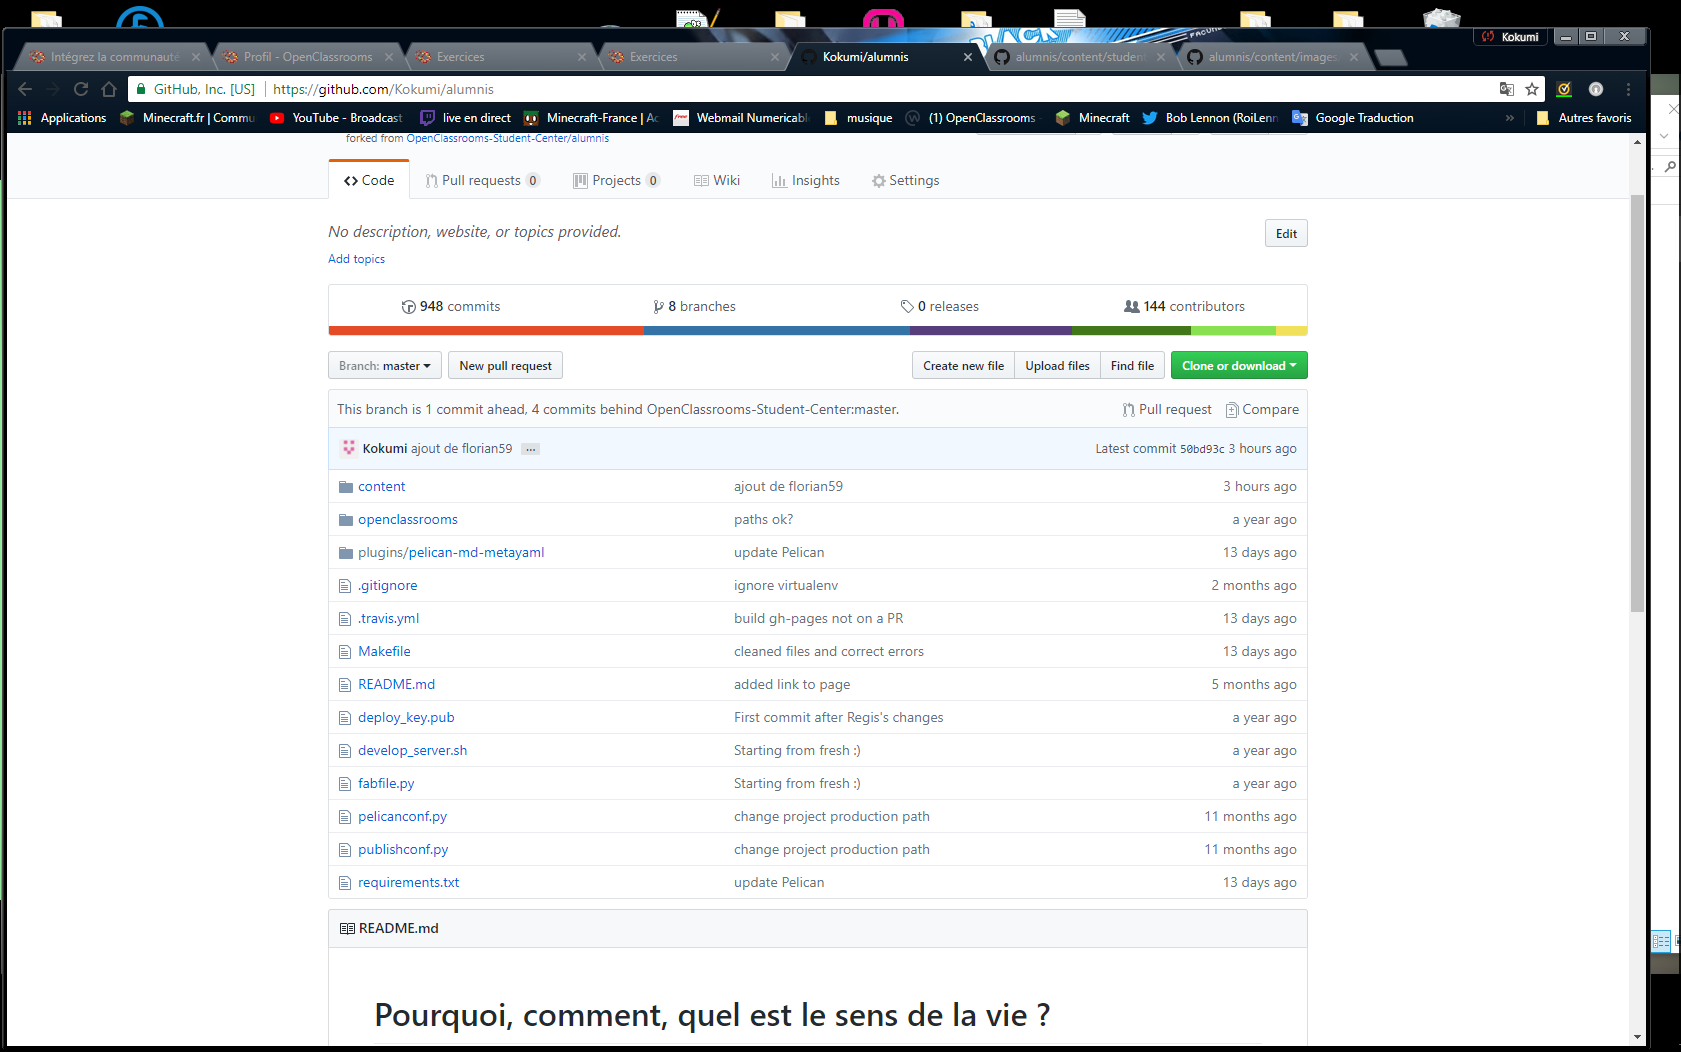 BLACK
FACUN
Kokumi
Intégrez la communauté
Profil - OpenClassrooms
Exercices
Exercices
Kokumi/alumnis
alumnis/content/student
alumnis/content/images
GitHub, Inc. [US]
https://github.com/Kokumi/alumnis
Applications
Minecraft.fr | Commu
YouTube - Broadcast
live en direct
Minecraft-France | Ac
free
Webmail Numericabl
musique
(1) OpenClassrooms
Minecraft
Bob Lennon (RoiLenn
Google Traduction
»
Autres favoris
forked from OpenClassrooms-Student-Center/alumnis
<> Code
Pull requests 0
Projects 0
Wiki
Insights
Settings
No description, website, or topics provided.
Edit
Add topics
948 commits
8 branches
0 releases
144 contributors
Branch: master
New pull request
Create new file
Upload files
Find file
Clone or download
This branch is 1 commit ahead, 4 commits behind OpenClassrooms-Student-Center:master.
Pull request
Compare
Kokumi ajout de florian59 ...
Latest commit 50bd93c 3 hours ago
content ajout de florian59 3 hours ago
openclassrooms paths ok? a year ago
plugins/pelican-md-metayaml update Pelican 13 days ago
.gitignore ignore virtualenv 2 months ago
.travis.yml build gh-pages not on a PR 13 days ago
Makefile cleaned files and correct errors 13 days ago
README.md added link to page 5 months ago
deploy_key.pub First commit after Regis's changes a year ago
develop_server.sh Starting from fresh :) a year ago
fabfile.py Starting from fresh :) a year ago
pelicanconf.py change project production path 11 months ago
publishconf.py change project production path 11 months ago
requirements.txt update Pelican 13 days ago
README.md
Pourquoi, comment, quel est le sens de la vie ?